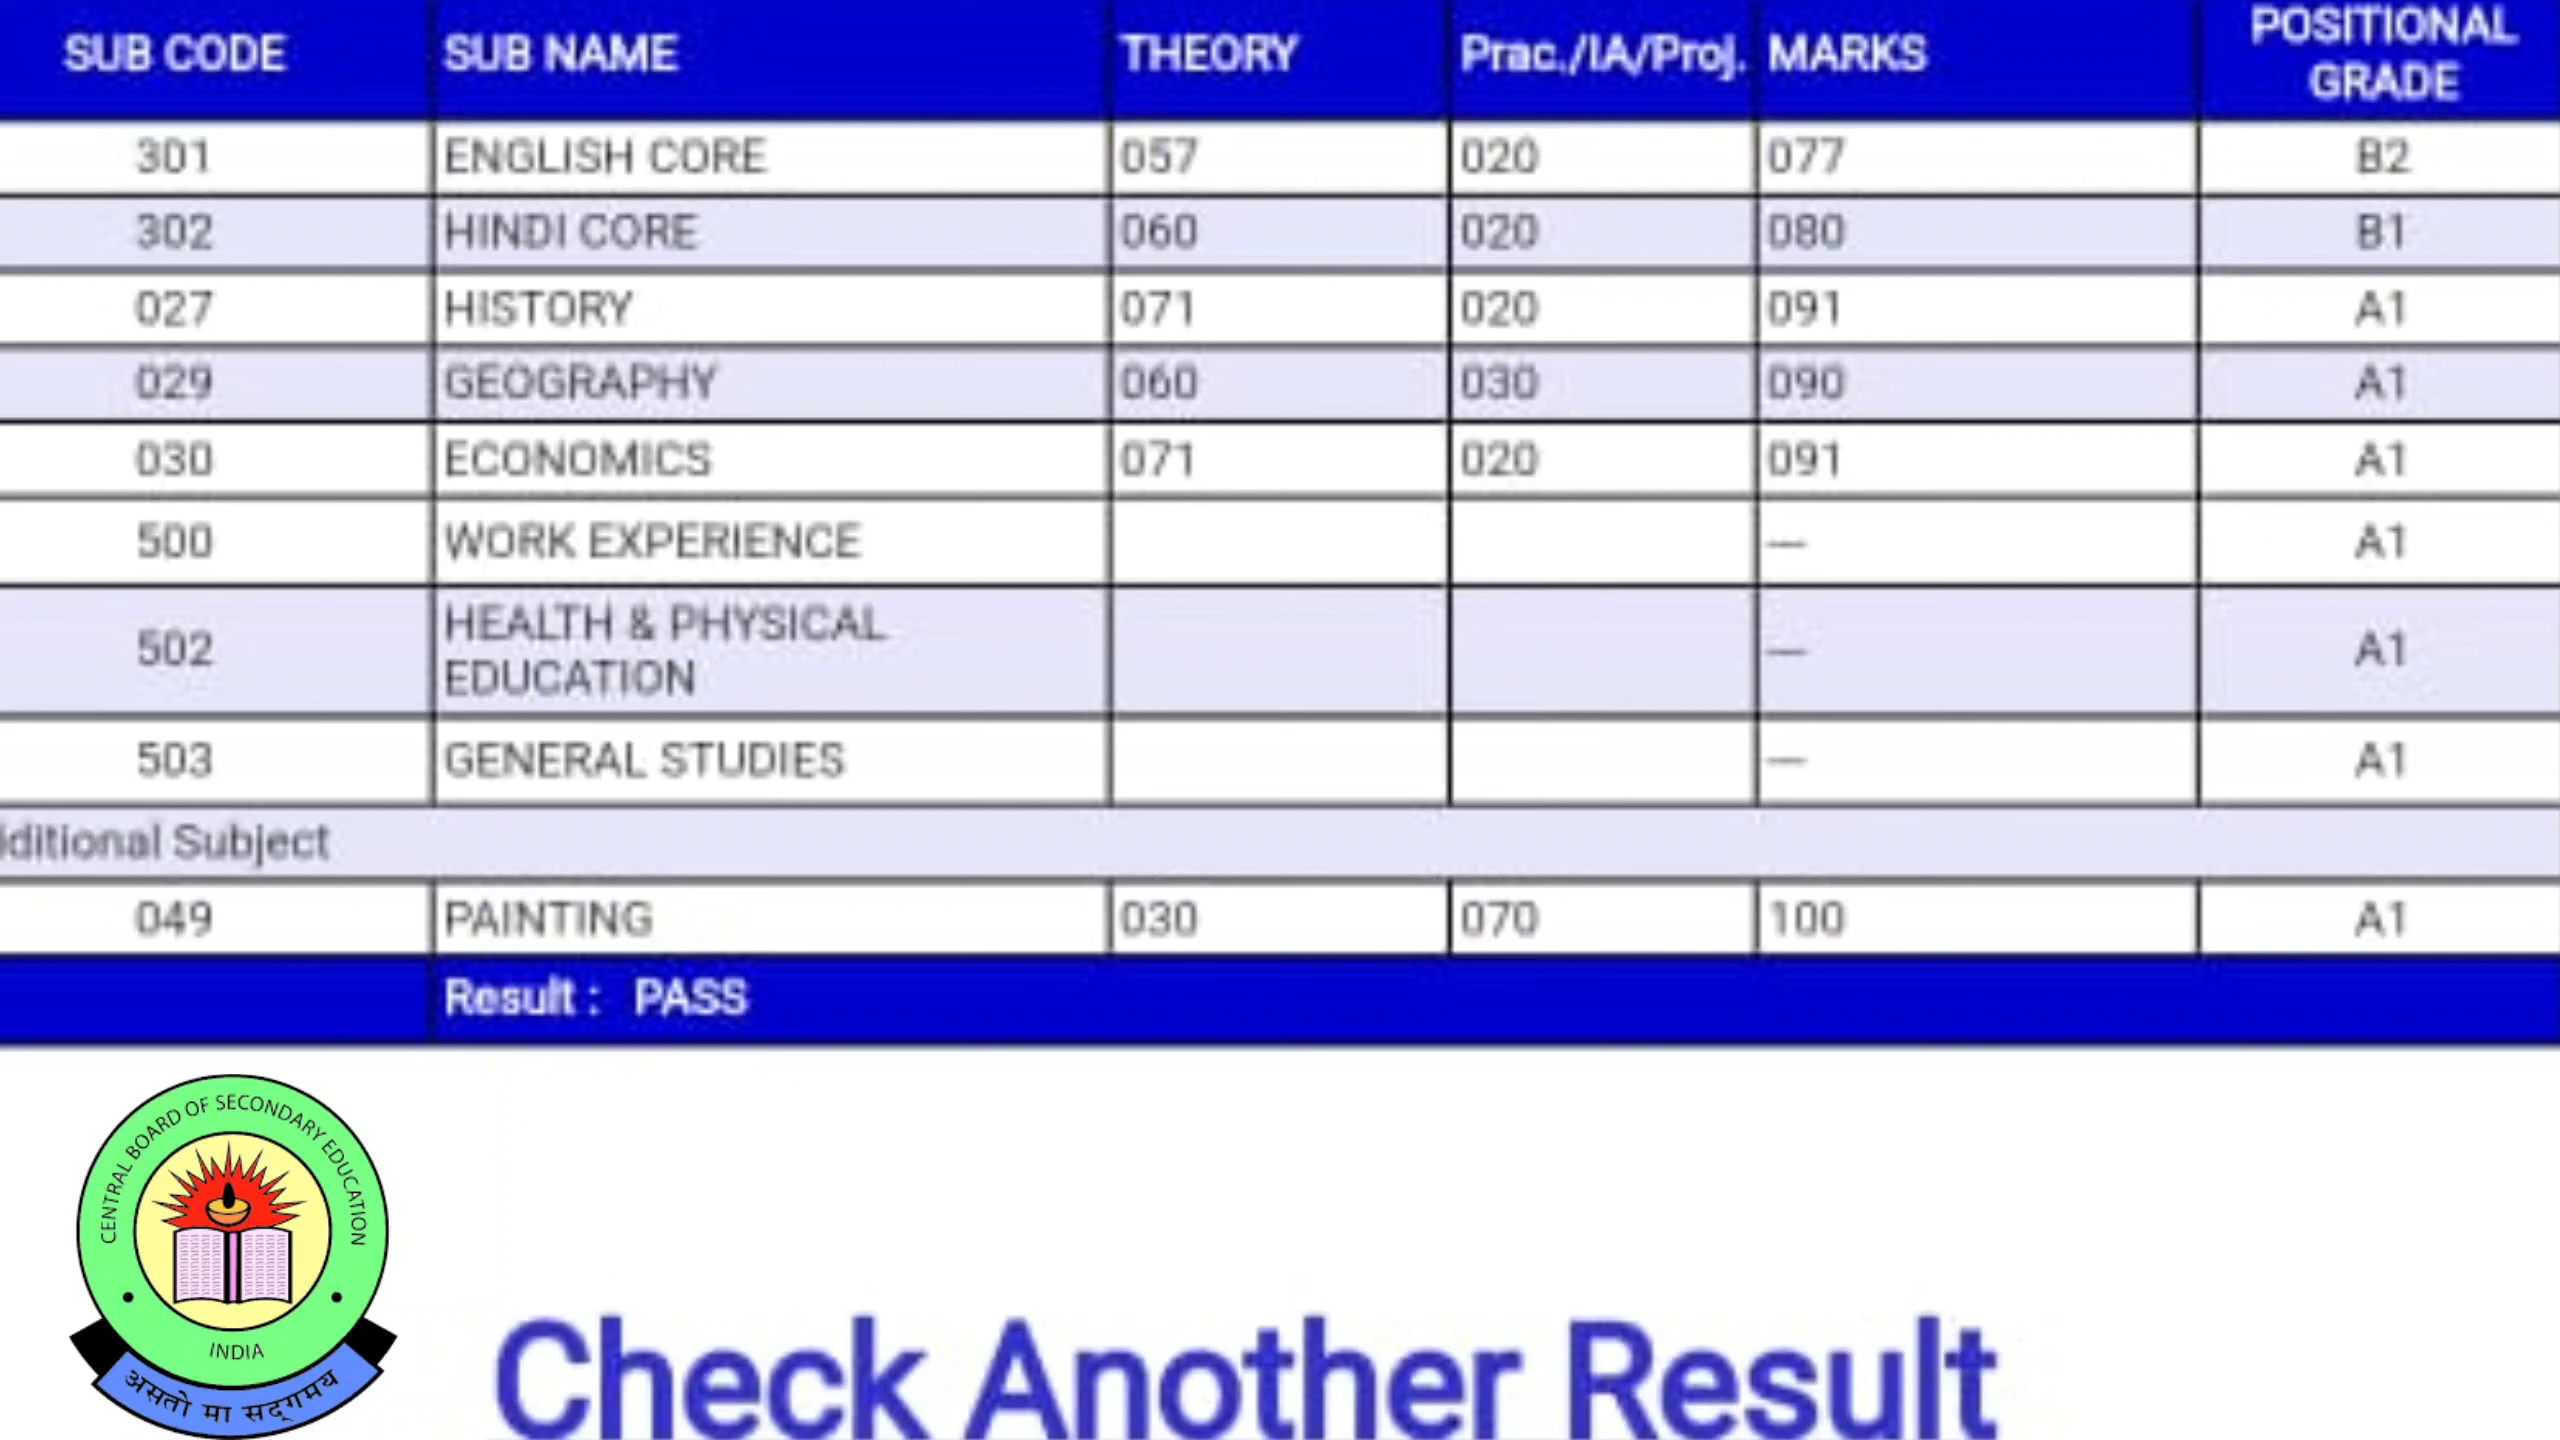 SUB CODE SUB NAME THEORY Prac./IA/Proj. MARKS POSITIONAL GRADE
301 ENGLISH CORE 057 020 077 B2
302 HINDI CORE 060 020 080 B1
027 HISTORY 071 020 091 A1
029 GEOGRAPHY 060 030 090 A1
030 ECONOMICS 071 020 091 A1
500 WORK EXPERIENCE --- A1
502 HEALTH & PHYSICAL EDUCATION --- A1
503 GENERAL STUDIES --- A1
ditional Subject
049 PAINTING 030 070 100 A1
Result : PASS
CENTRAL BOARD OF SECONDARY EDUCATION
INDIA
असतो मा सद्गमय
Check Another Result